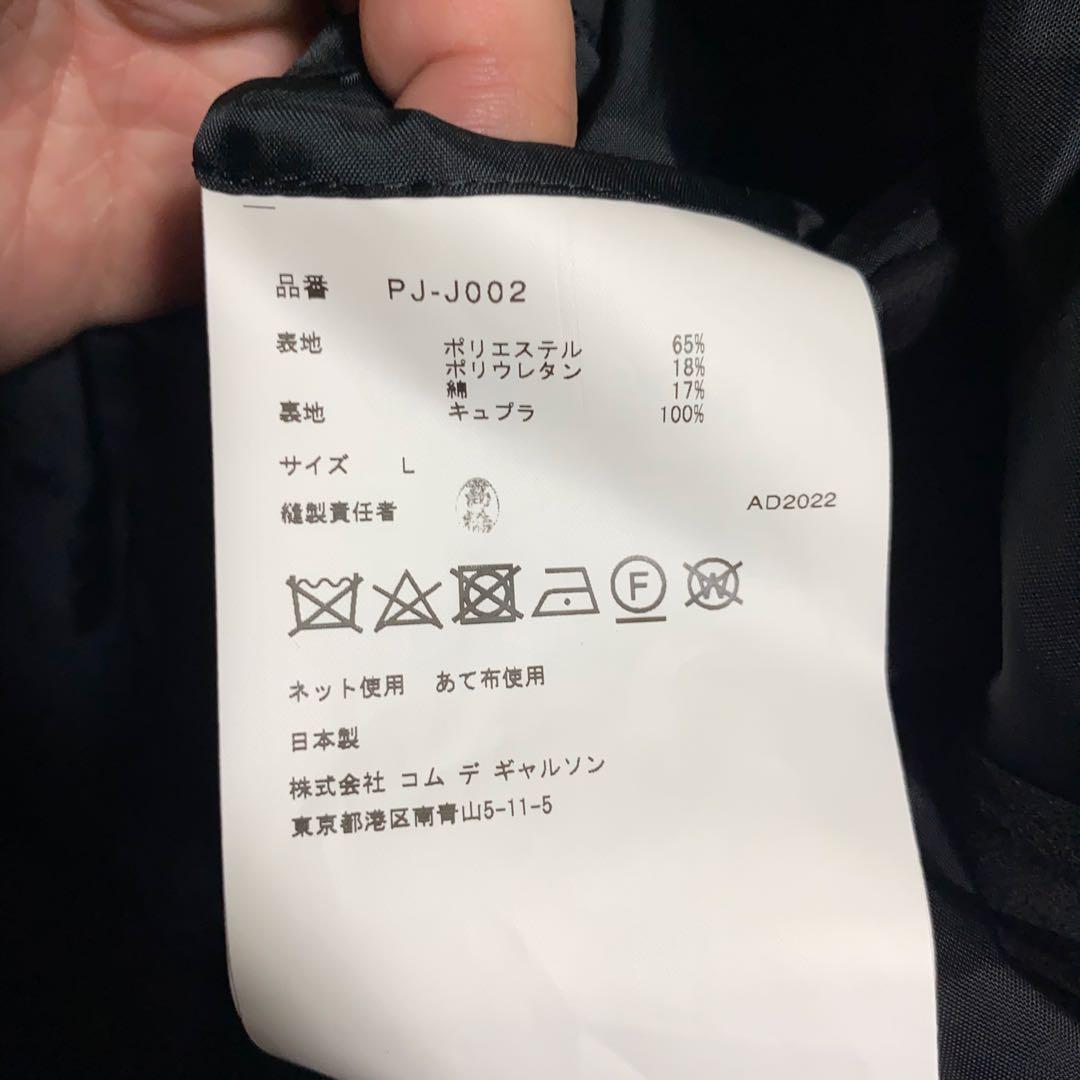 品番 PJ-J002
表地 ポリエステル 65%
ポリウレタン 18%
綿 17%
裏地 キュプラ 100%
サイズ L
縫製責任者
AD2022
F W
ネット使用 あて布使用
日本製
株式会社 コム デ ギャルソン
東京都港区南青山5-11-5